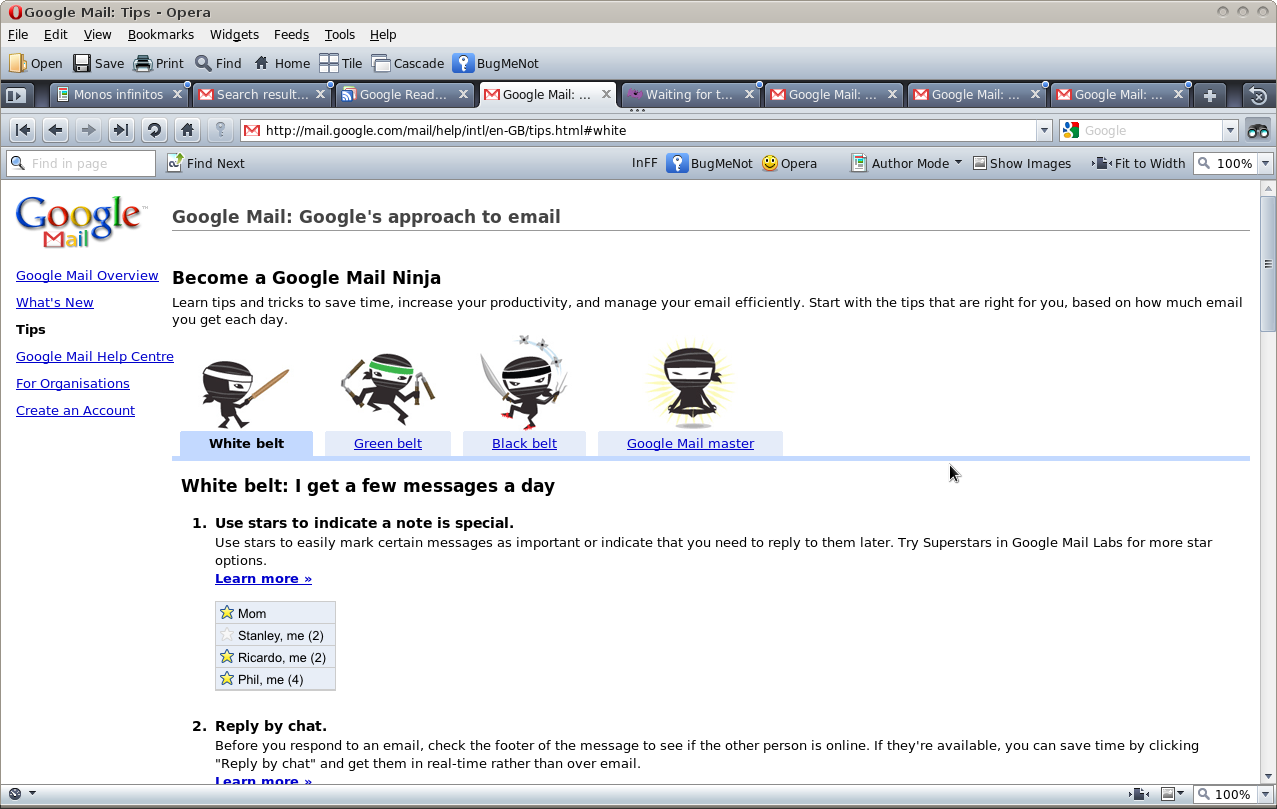 Google Mail: Tips - Opera
File Edit View Bookmarks Widgets Feeds Tools Help
Open Save Print Find Home Tile Cascade BugMeNot
Monos infinitos Search result... Google Read... Google Mail: ... Waiting for t... Google Mail: ... Google Mail: ... Google Mail: ...
http://mail.google.com/mail/help/intl/en-GB/tips.html#white Google
Find in page Find Next InFF BugMeNot Opera Author Mode Show Images Fit to Width 100%
Google™
Mail
Google Mail Overview
What's New
Tips
Google Mail Help Centre
For Organisations
Create an Account
Google Mail: Google's approach to email
Become a Google Mail Ninja
Learn tips and tricks to save time, increase your productivity, and manage your email efficiently. Start with the tips that are right for you, based on how much email
you get each day.
White belt Green belt Black belt Google Mail master
White belt: I get a few messages a day
1. Use stars to indicate a note is special.
Use stars to easily mark certain messages as important or indicate that you need to reply to them later. Try Superstars in Google Mail Labs for more star
options.
Learn more »
Mom
Stanley, me (2)
Ricardo, me (2)
Phil, me (4)
2. Reply by chat.
Before you respond to an email, check the footer of the message to see if the other person is online. If they're available, you can save time by clicking
"Reply by chat" and get them in real-time rather than over email.
Learn more »
100%